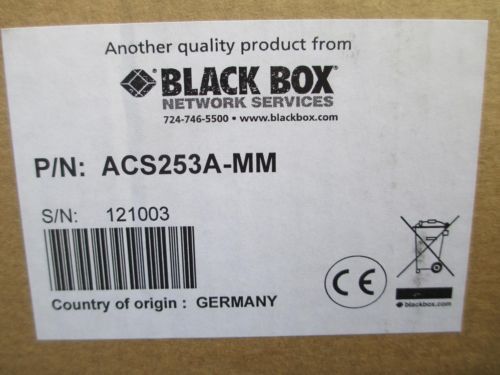 Another quality product from
BLACK BOX
NETWORK SERVICES
724-746-5500 • www.blackbox.com
P/N: ACS253A-MM
S/N: 121003
CE
Country of origin : GERMANY
blackbox.com